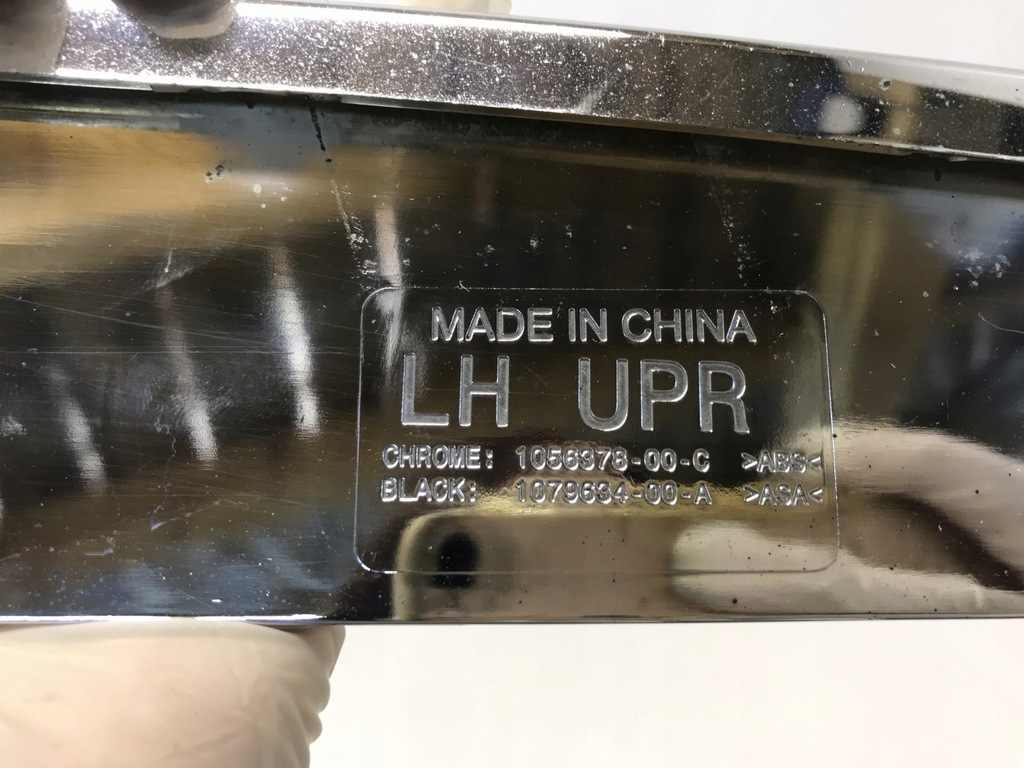 MADE IN CHINA
LH UPR
CHROME: 1056378-00-C >ABS<
BLACK: 1079634-00-A >ASA<